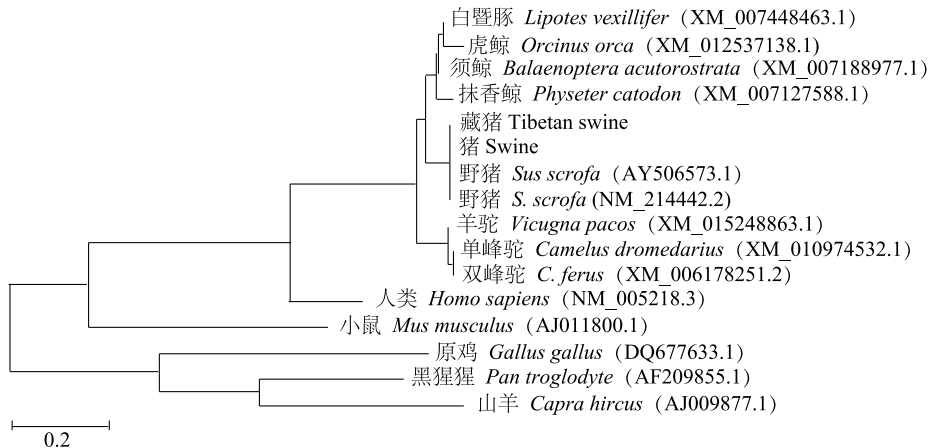 白暨豚 Lipotes vexillifer（XM_007448463.1）
虎鲸 Orcinus orca（XM_012537138.1)
须鲸 Balaenoptera acutorostrata（XM_007188977.1）
抹香鲸 Physeter catodon（XM_007127588.1）
藏猪 Tibetan swine
猪 Swine
野猪 Sus scrofa（AY506573.1）
野猪 S. scrofa (NM_214442.2)
羊驼 Vicugna pacos（XM_015248863.1）
单峰驼 Camelus dromedarius（XM_010974532.1）
双峰驼 C. ferus（XM_006178251.2）
人类 Homo sapiens（NM_005218.3）
小鼠 Mus musculus（AJ011800.1）
原鸡 Gallus gallus（DQ677633.1）
黑猩猩 Pan troglodyte（AF209855.1）
山羊 Capra hircus（AJ009877.1）
0.2